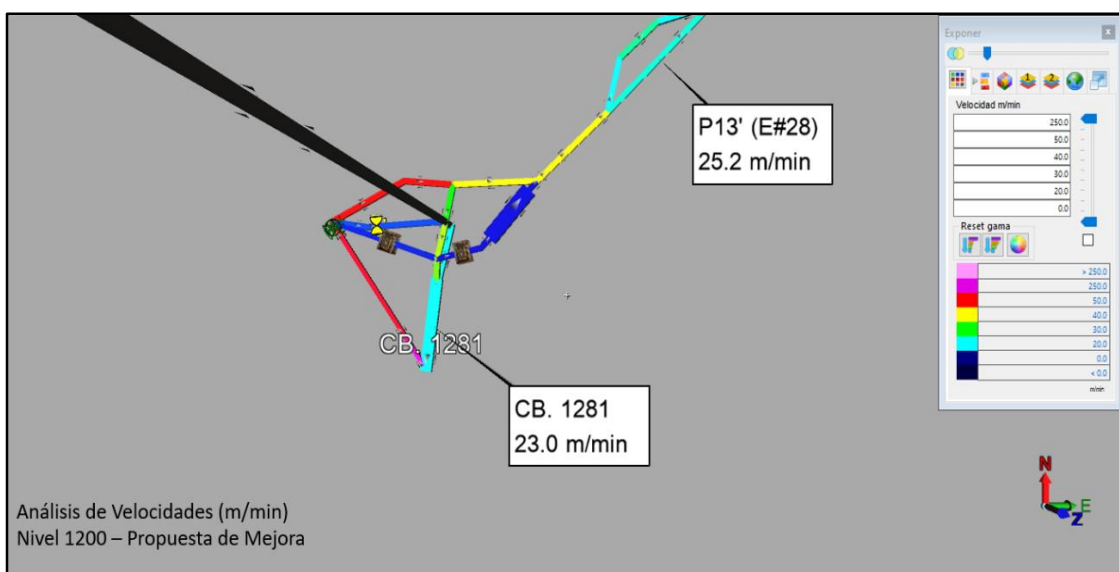 Exponer
x
1
2
Velocidad m/min
250.0
50.0
40.0
30.0
20.0
0.0
Reset gama
> 250.0
250.0
50.0
40.0
30.0
20.0
0.0
< 0.0
m/min
P13' (E#28)
25.2 m/min
CB. 1281
CB. 1281
23.0 m/min
N
E
Z
Análisis de Velocidades (m/min)
Nivel 1200 – Propuesta de Mejora